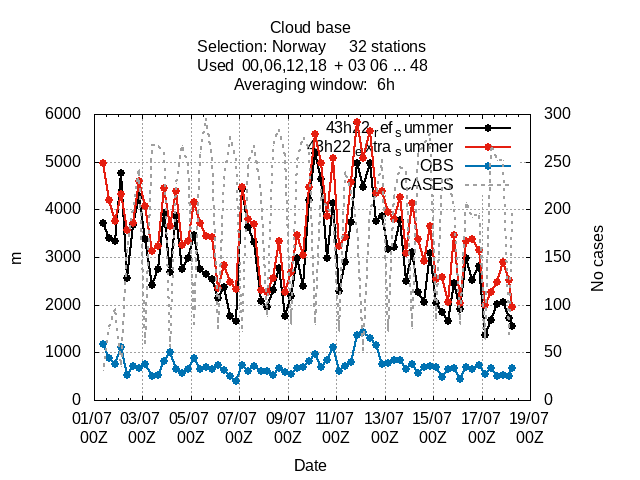 Cloud base
Selection: Norway 32 stations
Used 00,06,12,18 + 03 06 ... 48
Averaging window: 6h
6000 300
43h22_ref_summer
43h22_extra_summer
5000 250
CBS
CASES
4000 200
m
3000 150
No cases
2000 100
1000 50
0 0
01/07 03/07 05/07 07/07 09/07 11/07 13/07 15/07 17/07 19/07
00Z 00Z 00Z 00Z 00Z 00Z 00Z 00Z 00Z 00Z
Date